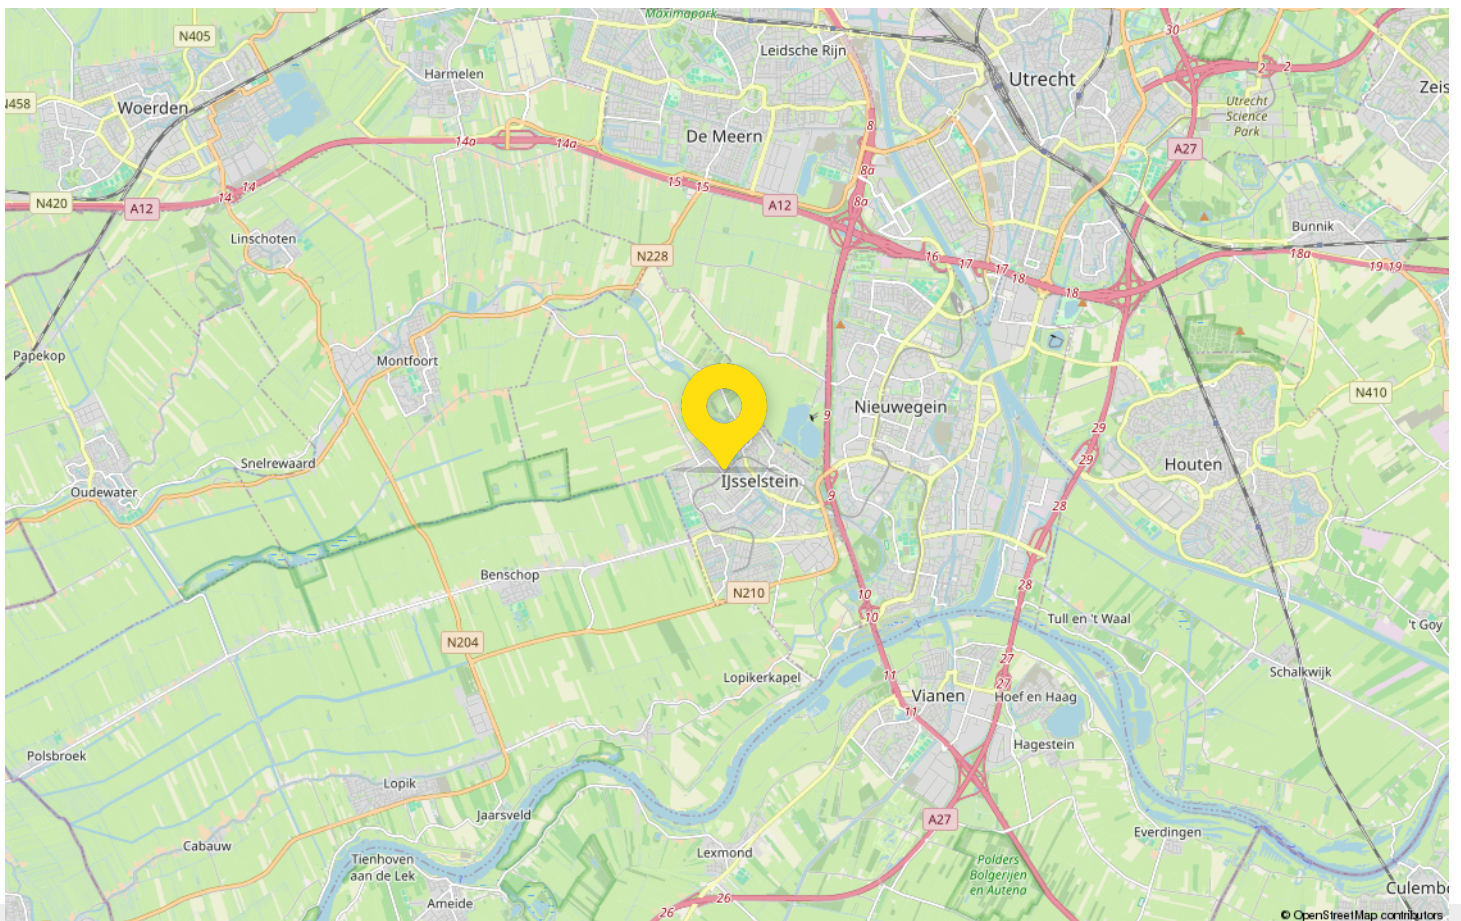 Máximapark
N405
Leidsche Rijn
30
Harmelen
Utrecht
2
2
Zeis
N458
Woerden
Utrecht
Science
Park
De Meern
8
14a
14a
A27
8a
15
15
14
14
N420
A12
A12
8a
Bunnik
Linschoten
N228
16
17
17
18
18
18a
19
19
Papekop
Montfoort
N410
Nieuwegein
9
29
29
Snelrewaard
Houten
Oudewater
IJsselstein
9
28
Benschop
28
N210
10
10
Tull en 't Waal
't Goy
N204
27
27
Lopikerkapel
11
11
Vianen
Hoef en Haag
Schalkwijk
Hagestein
Polsbroek
Lopik
Jaarsveld
A27
Everdingen
Cabauw
Lexmond
Tienhoven
aan de Lek
Polders
Bolgerijen
en Autena
Culembo
Ameide
26
26
© OpenStreetMap contributors